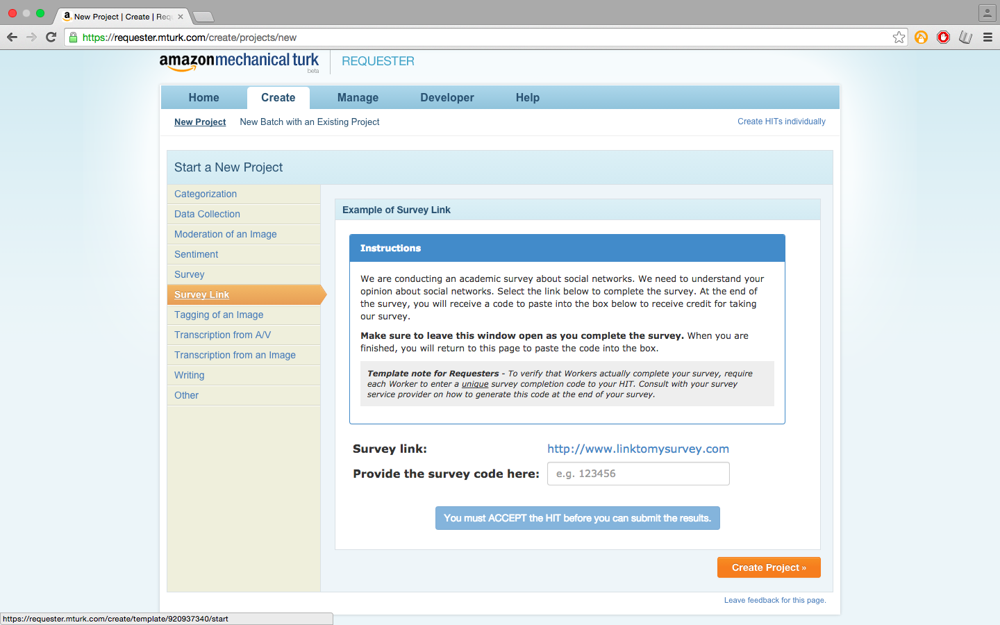 New Project | Create | Req
https://requester.mturk.com/create/projects/new
amazonmechanical turk
beta
REQUESTER
Home Create Manage Developer Help
New Project New Batch with an Existing Project Create HITs individually
Start a New Project
Categorization
Data Collection
Moderation of an Image
Sentiment
Survey
Survey Link
Tagging of an Image
Transcription from A/V
Transcription from an Image
Writing
Other
Example of Survey Link
Instructions
We are conducting an academic survey about social networks. We need to understand your
opinion about social networks. Select the link below to complete the survey. At the end of
the survey, you will receive a code to paste into the box below to receive credit for taking
our survey.
Make sure to leave this window open as you complete the survey. When you are
finished, you will return to this page to paste the code into the box.
Template note for Requesters - To verify that Workers actually complete your survey, require
each Worker to enter a unique survey completion code to your HIT. Consult with your survey
service provider on how to generate this code at the end of your survey.
Survey link: http://www.linktomysurvey.com
Provide the survey code here: e.g. 123456
You must ACCEPT the HIT before you can submit the results.
Create Project »
Leave feedback for this page.
https://requester.mturk.com/create/template/920937340/start